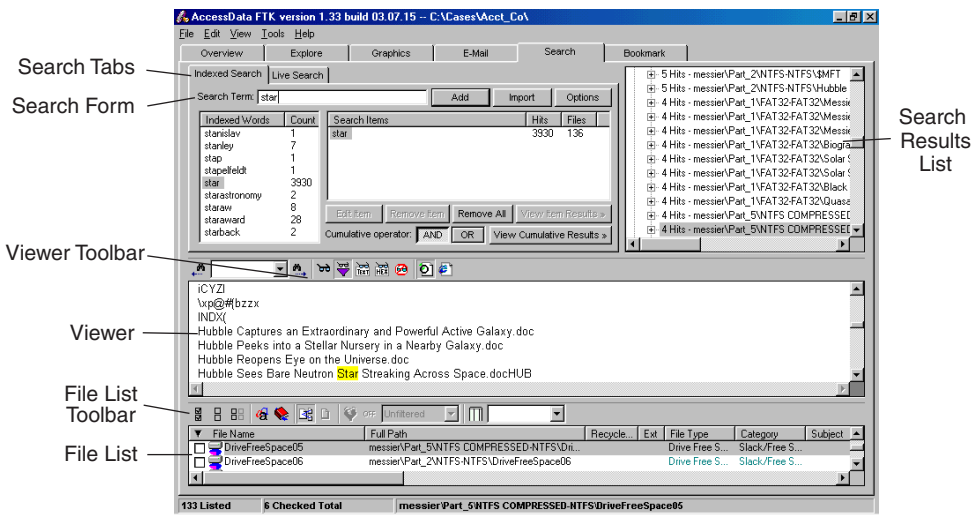 AccessData FTK version 1.33 build 03.07.15 -- C:\Cases\Acct_Co\
File Edit View Tools Help
Overview Explore Graphics E-Mail Search Bookmark
Search Tabs
Indexed Search Live Search
Search Form
Search Term: star Add Import Options
Indexed Words Count
stanislav 1
stanley 7
stap 1
stapelfeldt 1
star 3930
starastronomy 2
staraw 8
staraward 28
starback 2
Search Items Hits Files
star 3930 136
Edit Item Remove Item Remove All View Item Results »
Cumulative operator: AND OR View Cumulative Results »
5 Hits - messier\Part_2\NTFS-NTFS\$MFT
5 Hits - messier\Part_2\NTFS-NTFS\Hubble
4 Hits - messier\Part_1\FAT32-FAT32\Messie
4 Hits - messier\Part_1\FAT32-FAT32\Messie
4 Hits - messier\Part_1\FAT32-FAT32\Messie
4 Hits - messier\Part_1\FAT32-FAT32\Biogra
4 Hits - messier\Part_1\FAT32-FAT32\Solar S
4 Hits - messier\Part_1\FAT32-FAT32\Solar S
4 Hits - messier\Part_1\FAT32-FAT32\Black
4 Hits - messier\Part_1\FAT32-FAT32\Quasa
4 Hits - messier\Part_5\NTFS COMPRESSED
4 Hits - messier\Part_5\NTFS COMPRESSED
Search
Results
List
Viewer Toolbar
TEXT HEX
Viewer
iCYZl
\xp@#{bzzx
INDX(
Hubble Captures an Extraordinary and Powerful Active Galaxy.doc
Hubble Peeks into a Stellar Nursery in a Nearby Galaxy.doc
Hubble Reopens Eye on the Universe.doc
Hubble Sees Bare Neutron Star Streaking Across Space.docHUB
File List
Toolbar
OFF Unfiltered
File List
File Name Full Path Recycle... Ext File Type Category Subject
DriveFreeSpace05 messier\Part_5\NTFS COMPRESSED-NTFS\Dri... Drive Free S... Slack/Free S...
DriveFreeSpace06 messier\Part_2\NTFS-NTFS\DriveFreeSpace06 Drive Free S... Slack/Free S...
133 Listed 6 Checked Total messier\Part_5\NTFS COMPRESSED-NTFS\DriveFreeSpace05